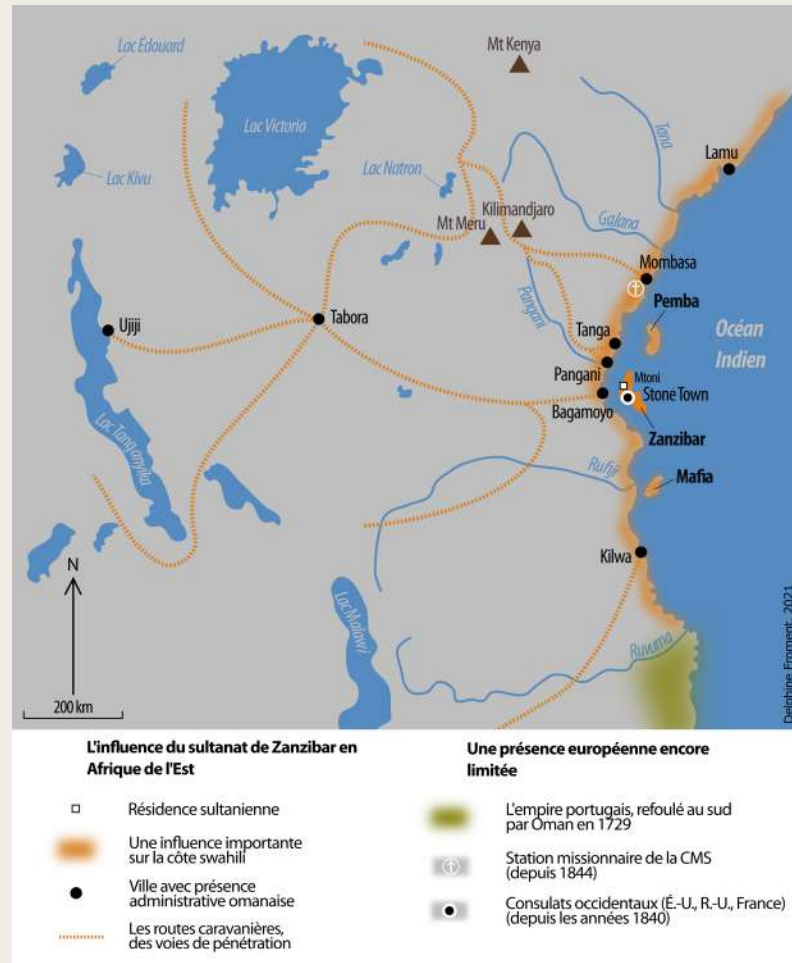 Lac Édouard
Mt Kenya
Lac Victoria
Tana
Lac Kivu
Lac Natron
Lamu
Kilimandjaro
Mt Meru
Galana
Mombasa
Pemba
Pangani
Océan
Indien
Ujiji
Tabora
Tanga
Pangani
Mtoni
Stone Town
Bagamoyo
Zanzibar
Lac Tanganyika
Rufiji
Mafia
Kilwa
N
Lac Malawi
Ruvuma
200 km
Delphine Froment, 2021
L'influence du sultanat de Zanzibar en
Afrique de l'Est
Résidence sultanienne
Une influence importante
sur la côte swahili
Ville avec présence
administrative omanaise
Les routes caravanières,
des voies de pénétration
Une présence européenne encore
limitée
L'empire portugais, refoulé au sud
par Oman en 1729
Station missionnaire de la CMS
(depuis 1844)
Consulats occidentaux (É.-U., R.-U., France)
(depuis les années 1840)